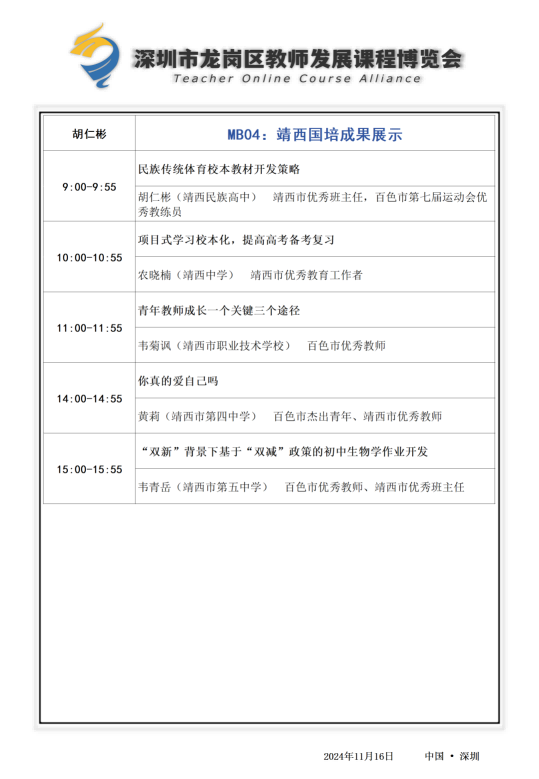 深圳市龙岗区教师发展课程博览会
Teacher Online Course Alliance
胡仁彬
MB04：靖西国培成果展示
9:00-9:55
民族传统体育校本教材开发策略
胡仁彬（靖西民族高中） 靖西市优秀班主任，百色市第七届运动会优
秀教练员
10:00-10:55
项目式学习校本化，提高高考备考复习
农晓楠（靖西中学） 靖西市优秀教育工作者
11:00-11:55
青年教师成长一个关键三个途径
韦菊沨（靖西市职业技术学校） 百色市优秀教师
14:00-14:55
你真的爱自己吗
黄莉（靖西市第四中学） 百色市杰出青年、靖西市优秀教师
15:00-15:55
“双新”背景下基于“双减”政策的初中生物学作业开发
韦青岳（靖西市第五中学） 百色市优秀教师、靖西市优秀班主任
2024年11月16日 中国 • 深圳